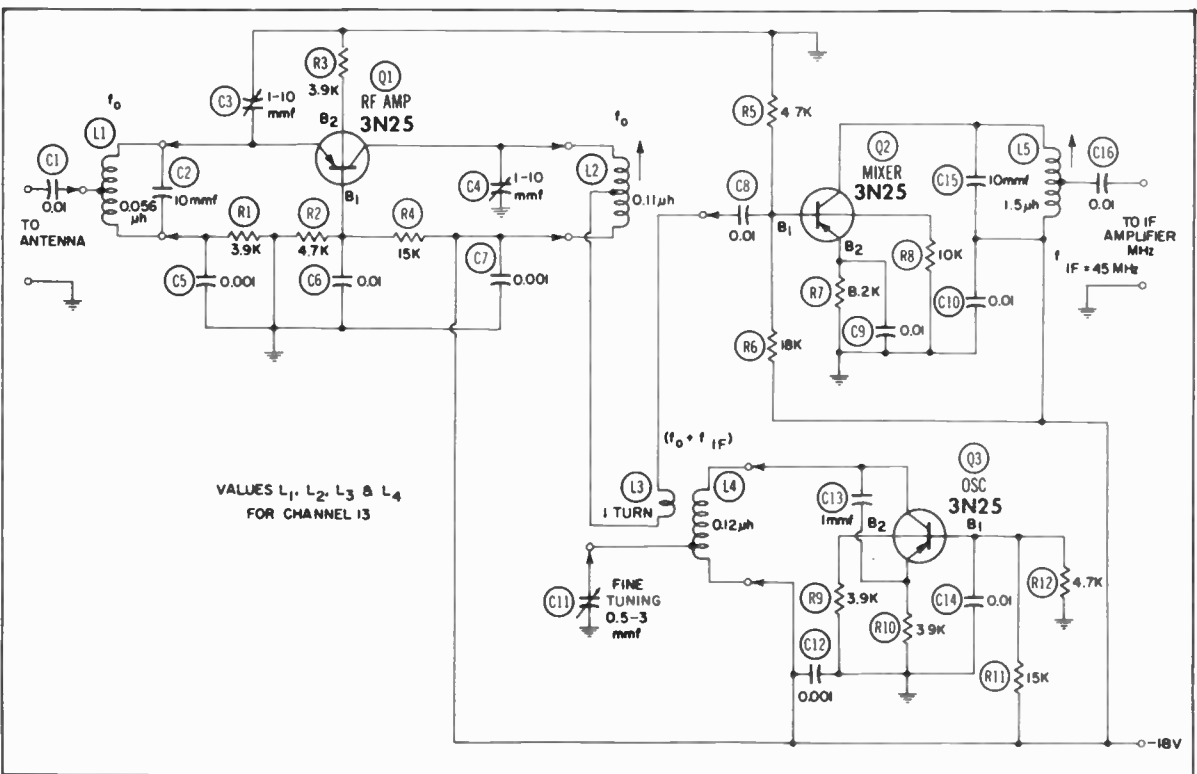 R3
3.9K
Q1
RF AMP
3N25
B2
B1
C3
1-10
mmf
fo
L1
C1
0.01
TO
ANTENNA
0.056
μh
C2
10mmf
R1
3.9K
R2
4.7K
R4
15K
C5
0.001
C6
0.01
C7
0.001
C4
1-10
mmf
fo
L2
0.11μh
C8
0.01
R5
4.7K
Q2
MIXER
3N25
B1
B2
R7
8.2K
C9
0.01
R8
10K
R6
18K
C15
10mmf
C10
0.01
L5
1.5μh
C16
0.01
TO IF
AMPLIFIER
MHz
f
IF = 45 MHz
VALUES L1, L2, L3 & L4
FOR CHANNEL 13
(fo + fIF)
L3
1 TURN
L4
0.12μh
C11
FINE
TUNING
0.5-3
mmf
C13
1mmf
Q3
OSC
3N25
B2
B1
R9
3.9K
R10
3.9K
C14
0.01
R12
4.7K
R11
15K
C12
0.001
-18V